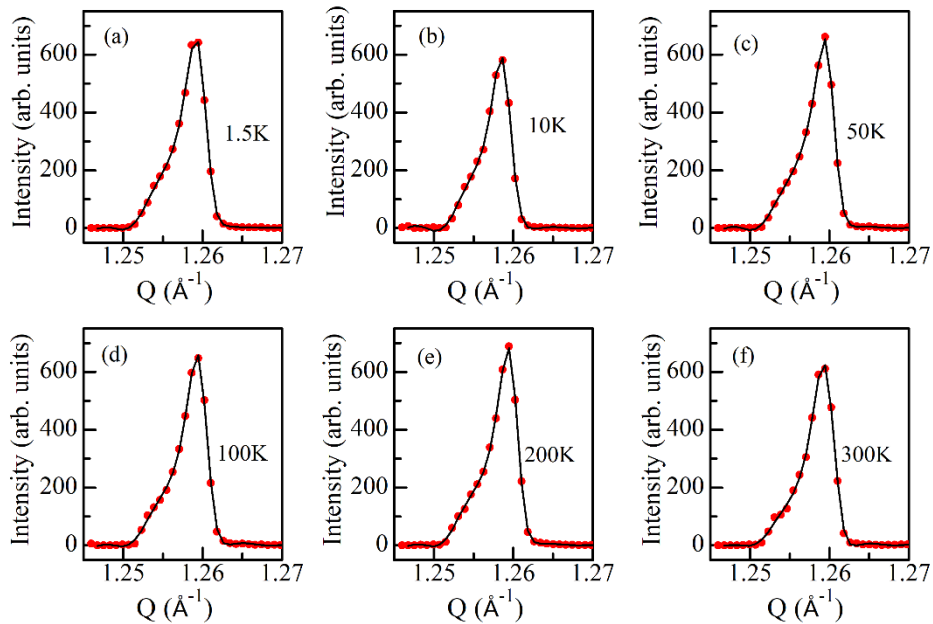 (a)
600
400
200
0
1.5K
1.25 1.26 1.27
Intensity (arb. units)
Q (Å⁻¹)
(b)
600
400
200
0
10K
1.25 1.26 1.27
Intensity (arb. units)
Q (Å⁻¹)
(c)
600
400
200
0
50K
1.25 1.26 1.27
Intensity (arb. units)
Q (Å⁻¹)
(d)
600
400
200
0
100K
1.25 1.26 1.27
Intensity (arb. units)
Q (Å⁻¹)
(e)
600
400
200
0
200K
1.25 1.26 1.27
Intensity (arb. units)
Q (Å⁻¹)
(f)
600
400
200
0
300K
1.25 1.26 1.27
Intensity (arb. units)
Q (Å⁻¹)